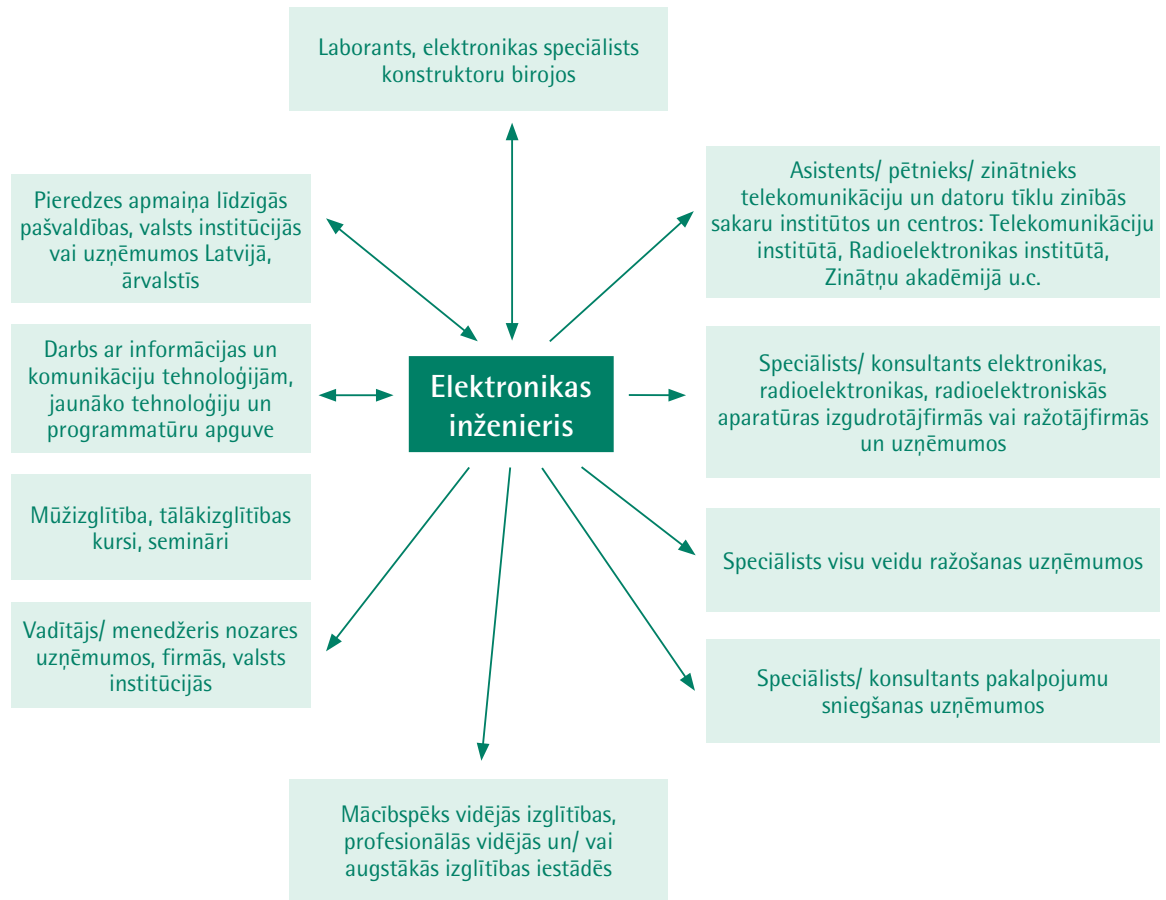 Laborants, elektronikas speciālists
konstruktoru birojos
Pieredzes apmaiņa līdzīgās
pašvaldības, valsts institūcijās
vai uzņēmumos Latvijā,
ārvalstīs
Asistents/ pētnieks/ zinātnieks
telekomunikāciju un datoru tīklu zinībās
sakaru institūtos un centros: Telekomunikāciju
institūtā, Radioelektronikas institūtā,
Zinātņu akadēmijā u.c.
Darbs ar informācijas un
komunikāciju tehnoloģijām,
jaunāko tehnoloģiju un
programmatūru apguve
Elektronikas
inženieris
Speciālists/ konsultants elektronikas,
radioelektronikas, radioelektroniskās
aparatūras izgudrotājfirmās vai ražotājfirmās
un uzņēmumos
Mūžizglītība, tālākizglītības
kursi, semināri
Speciālists visu veidu ražošanas uzņēmumos
Vadītājs/ menedžeris nozares
uzņēmumos, firmās, valsts
institūcijās
Speciālists/ konsultants pakalpojumu
sniegšanas uzņēmumos
Mācībspēks vidējās izglītības,
profesionālās vidējās un/ vai
augstākās izglītības iestādēs